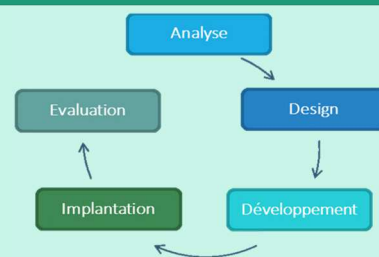 Analyse
Design
Développement
Implantation
Evaluation